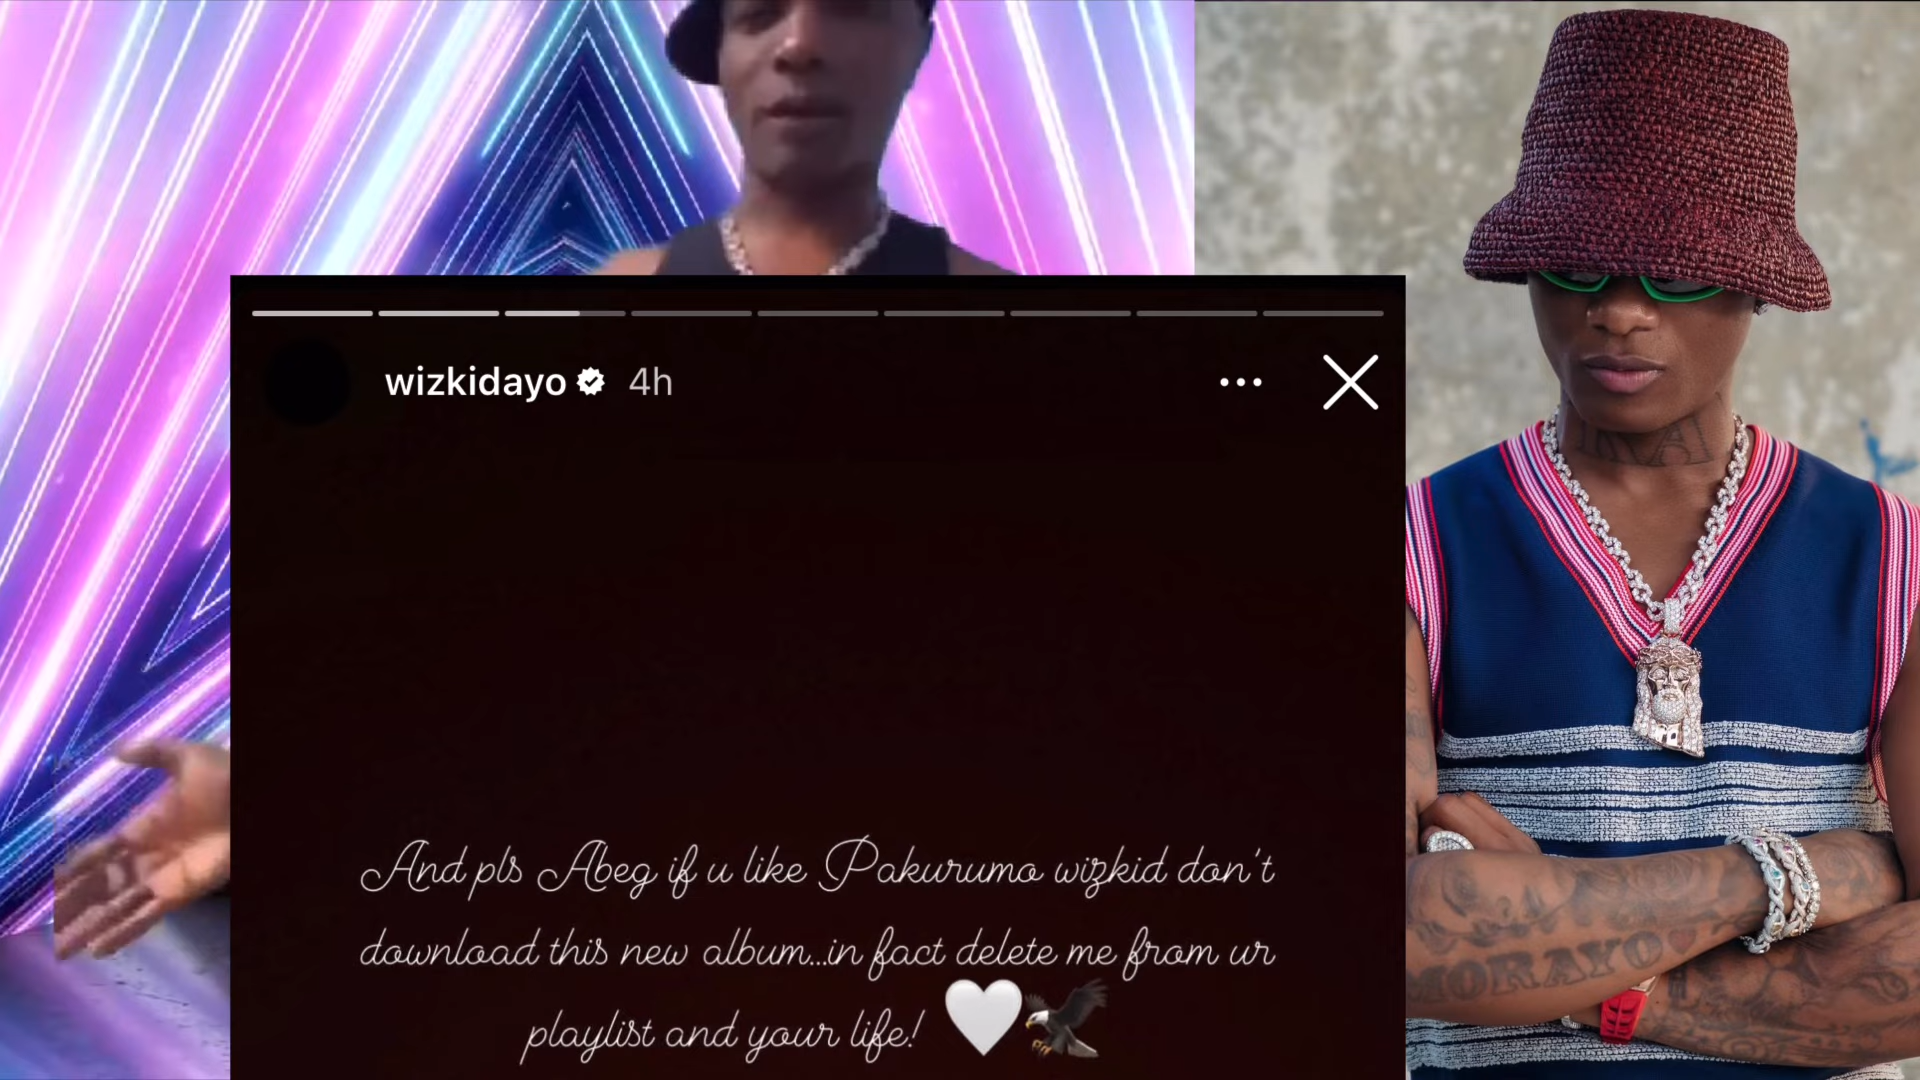 wizkidayo 4h
And pls Abeg if u like Pakurumo wizkid don't
download this new album...in fact delete me from ur
playlist and your life! 🤍🦅
MORAYO